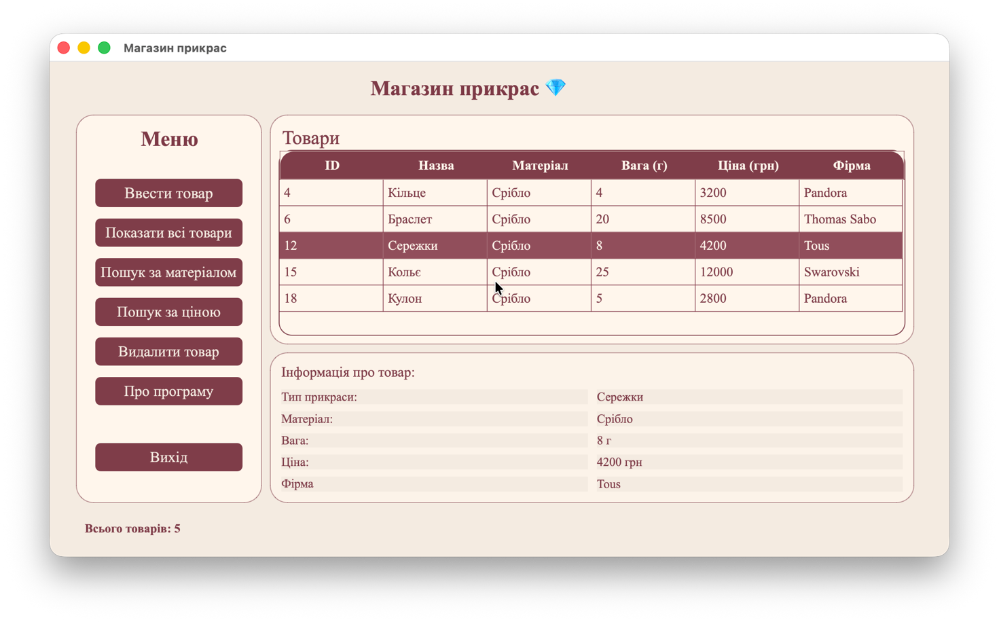 Магазин прикрас
Магазин прикрас 💎
Меню
Ввести товар
Показати всі товари
Пошук за матеріалом
Пошук за ціною
Видалити товар
Про програму
Вихід
Товари
ID Назва Матеріал Вага (г) Ціна (грн) Фірма
4 Кільце Срібло 4 3200 Pandora
6 Браслет Срібло 20 8500 Thomas Sabo
12 Сережки Срібло 8 4200 Tous
15 Кольє Срібло 25 12000 Swarovski
18 Кулон Срібло 5 2800 Pandora
Інформація про товар:
Тип прикраси: Сережки
Матеріал: Срібло
Вага: 8 г
Ціна: 4200 грн
Фірма Tous
Всього товарів: 5